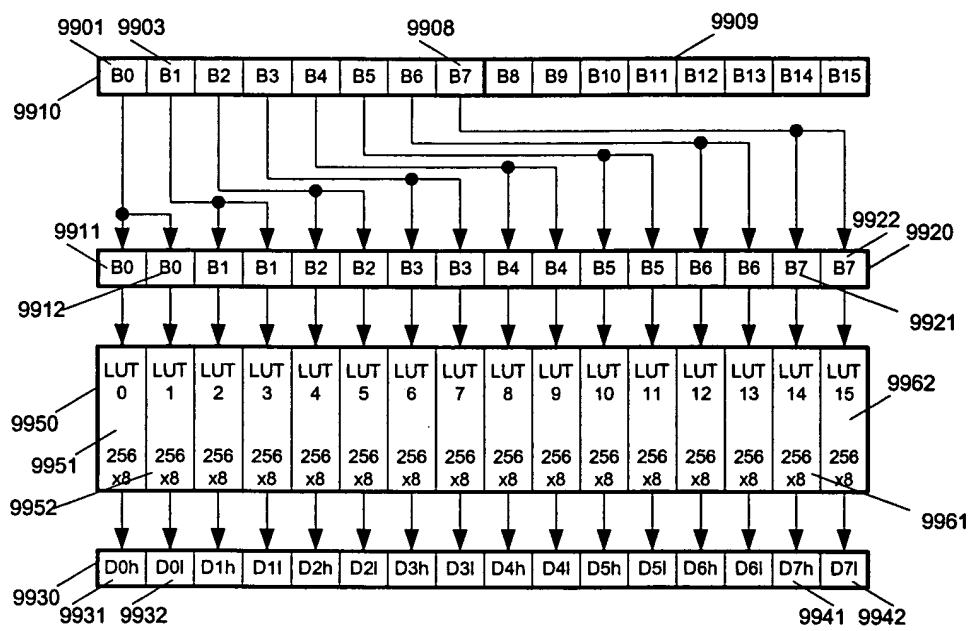 9901 9903 9908 9909
B0 B1 B2 B3 B4 B5 B6 B7 B8 B9 B10 B11 B12 B13 B14 B15
9910
9911 9922 9920
B0 B0 B1 B1 B2 B2 B3 B3 B4 B4 B5 B5 B6 B6 B7 B7
9912 9921
LUT LUT LUT LUT LUT LUT LUT LUT LUT LUT LUT LUT LUT LUT LUT LUT
0 1 2 3 4 5 6 7 8 9 10 11 12 13 14 15
9950 9962
9951
256 256 256 256 256 256 256 256 256 256 256 256 256 256 256 256
x8 x8 x8 x8 x8 x8 x8 x8 x8 x8 x8 x8 x8 x8 x8 x8
9952 9961
D0h D0l D1h D1l D2h D2l D3h D3l D4h D4l D5h D5l D6h D6l D7h D7l
9930
9931 9932 9941 9942